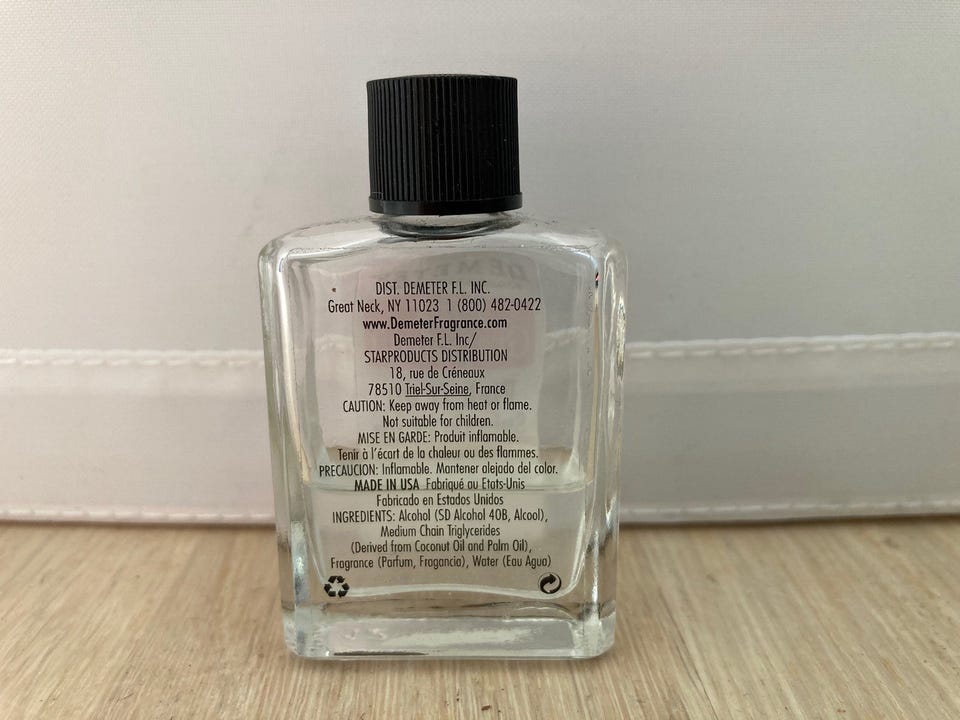 DIST. DEMETER F.L. INC.
Great Neck, NY 11023 1 (800) 482-0422
www.DemeterFragrance.com
Demeter F.L. Inc/
STARPRODUCTS DISTRIBUTION
18, rue de Créneaux
78510 Triel-Sur-Seine, France
CAUTION: Keep away from heat or flame.
Not suitable for children.
MISE EN GARDE: Produit inflamable.
Tenir à l'écart de la chaleur ou des flammes.
PRECAUCION: Inflamable. Mantener alejado del color.
MADE IN USA Fabriqué au Etats-Unis
Fabricado en Estados Unidos
INGREDIENTS: Alcohol (SD Alcohol 40B, Alcool),
Medium Chain Triglycerides
(Derived from Coconut Oil and Palm Oil),
Fragrance (Parfum, Fragancia), Water (Eau Agua)